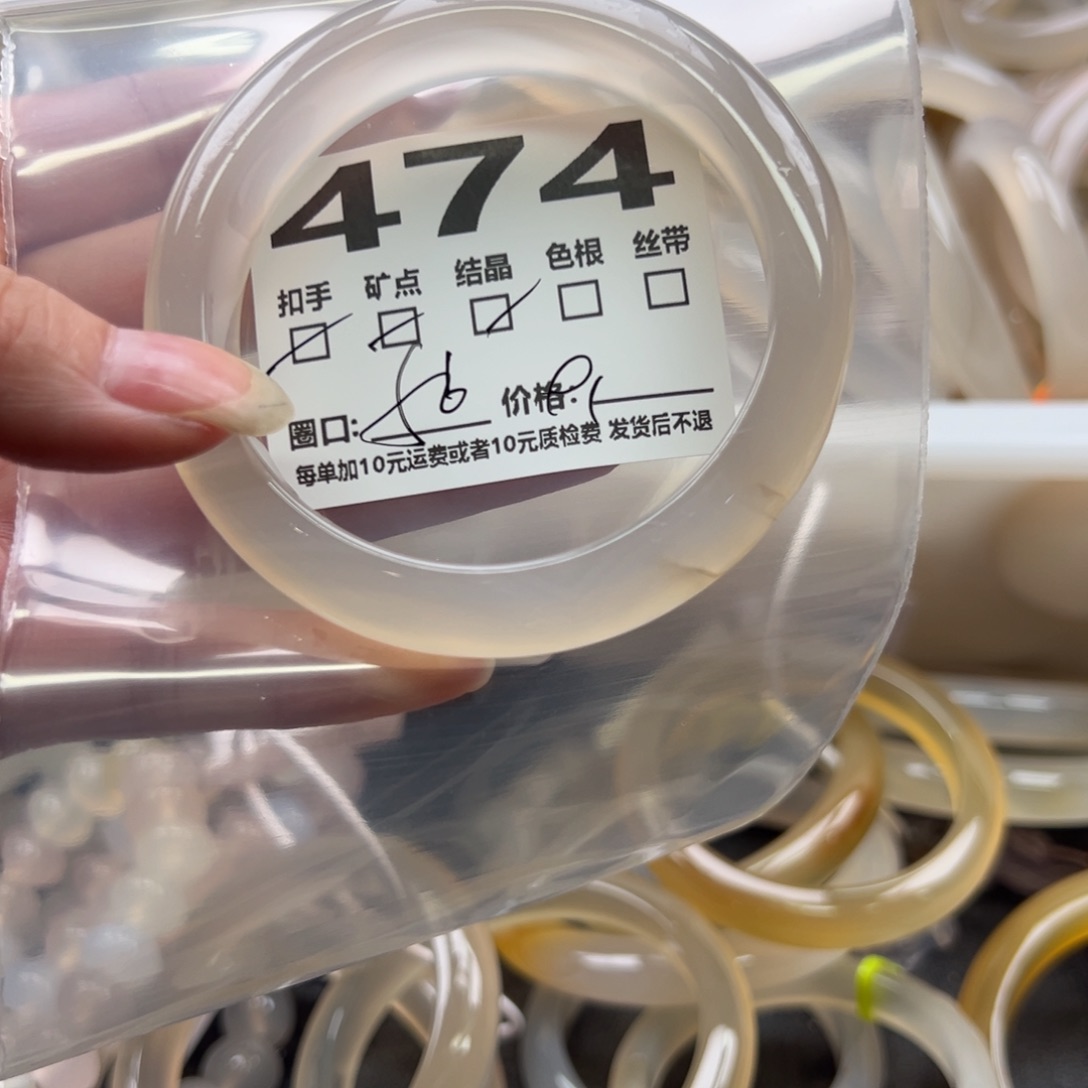 474
扣手 矿点 结晶 色根 丝带
圈口: 价格:
每单加10元运费或者10元质检费 发货后不退